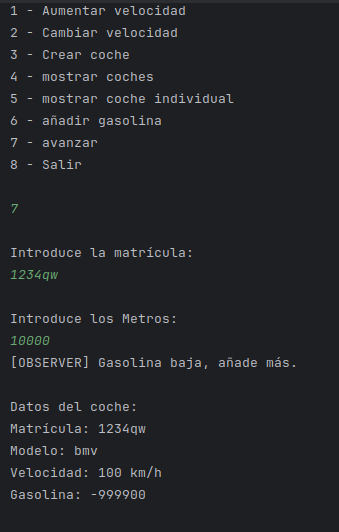 1 - Aumentar velocidad
2 - Cambiar velocidad
3 - Crear coche
4 - mostrar coches
5 - mostrar coche individual
6 - añadir gasolina
7 - avanzar
8 - Salir
7
Introduce la matrícula:
1234qw
Introduce los Metros:
10000
[OBSERVER] Gasolina baja, añade más.
Datos del coche:
Matrícula: 1234qw
Modelo: bmv
Velocidad: 100 km/h
Gasolina: -999900